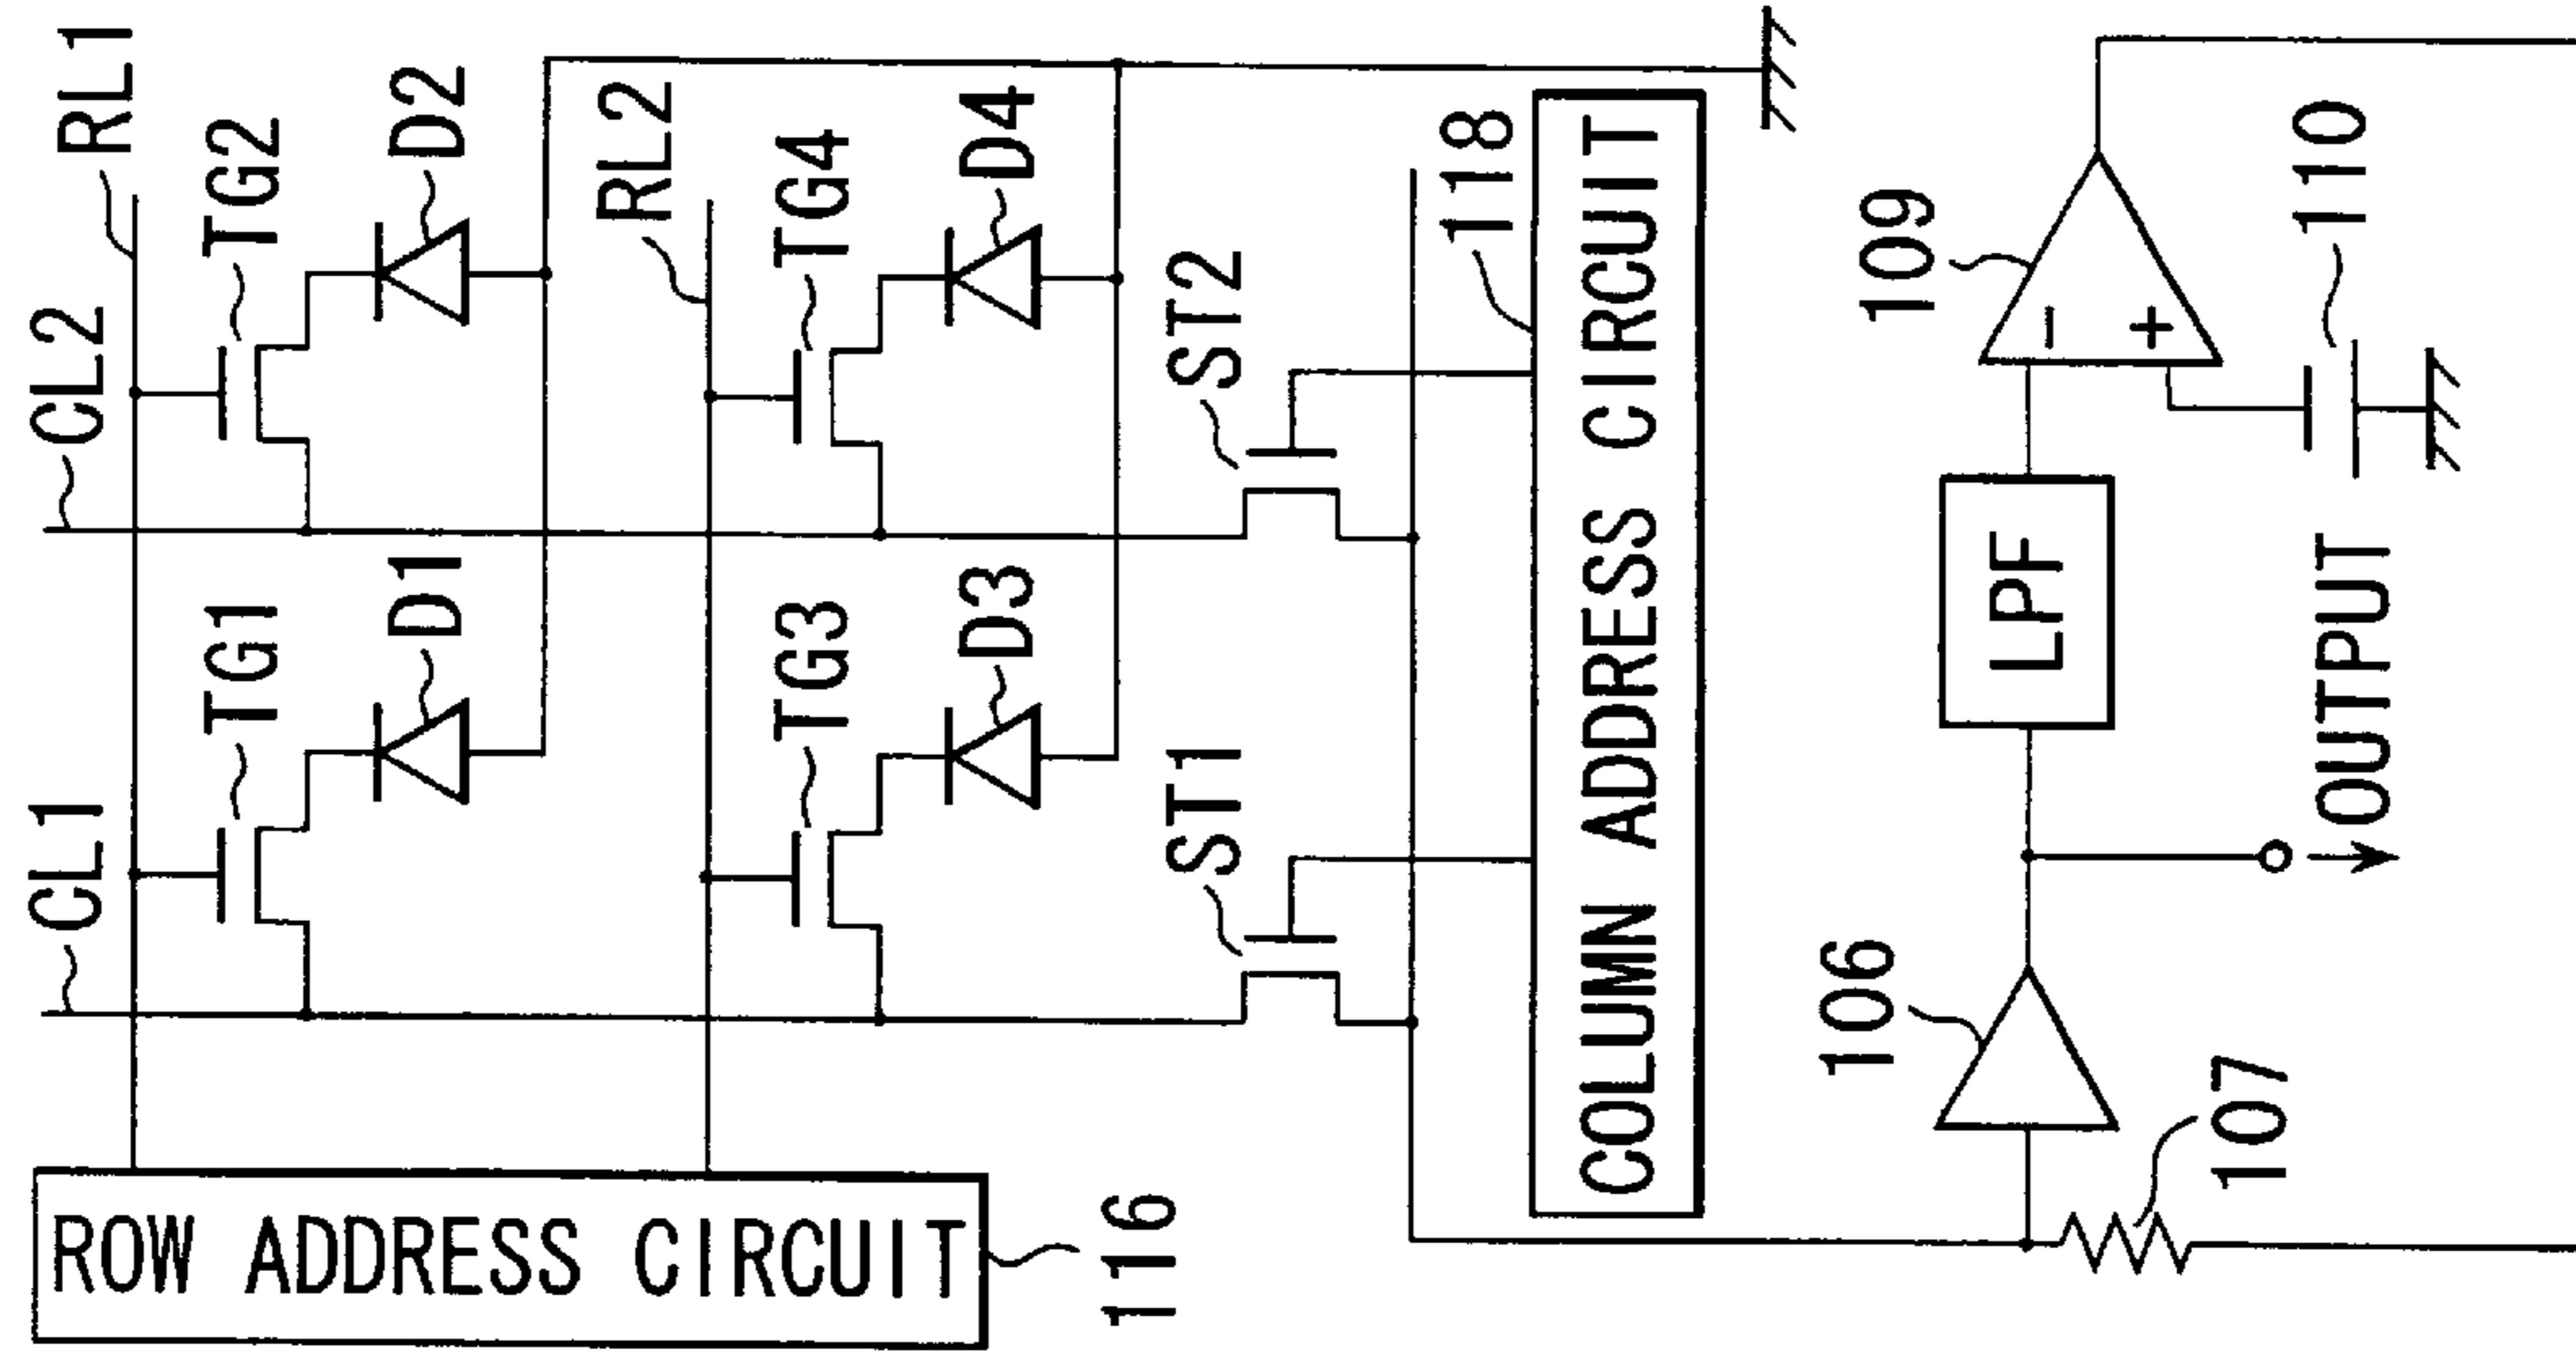 RL1
CL2
TG2
D2
CL1
TG1
D1
RL2
TG4
D4
TG3
D3
ST2
ST1
ROW ADDRESS CIRCUIT
116
118
COLUMN ADDRESS CIRCUIT
109
−
+
110
LPF
OUTPUT
106
107